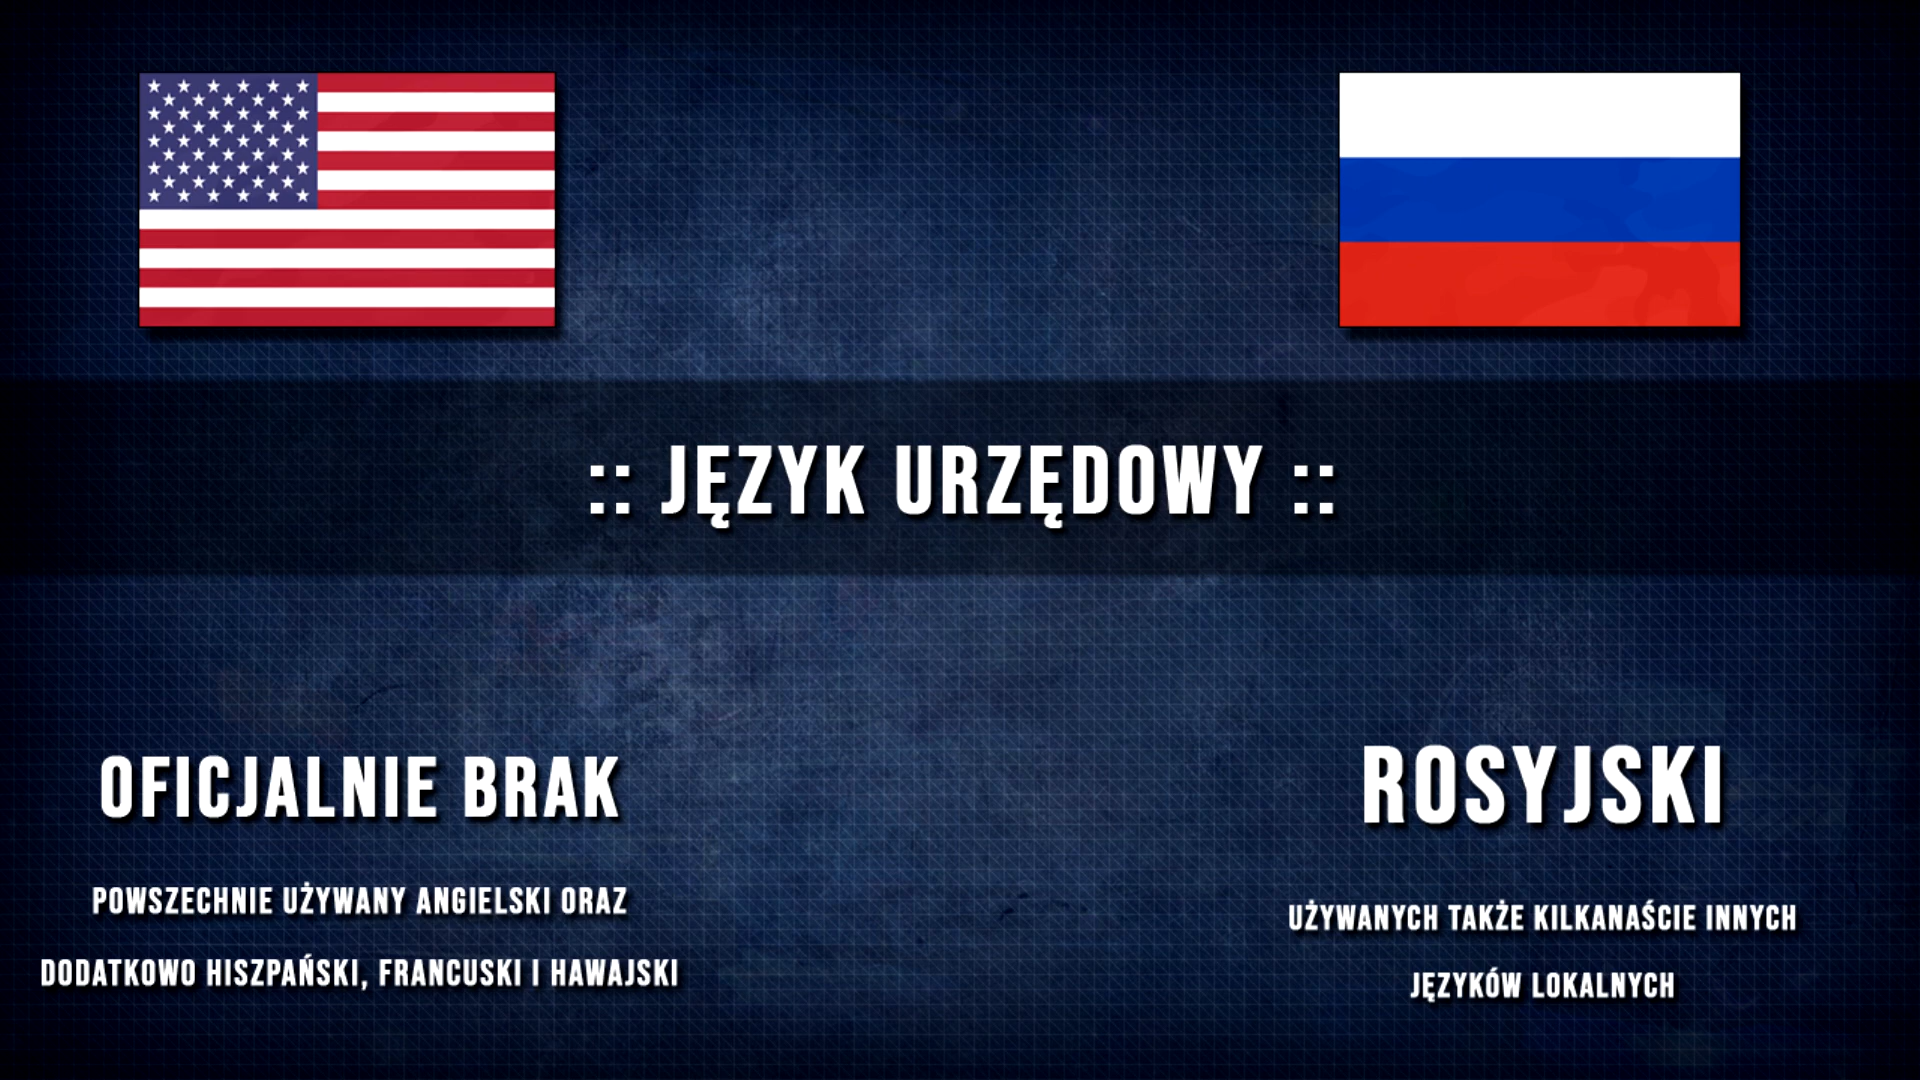 :: JĘZYK URZĘDOWY ::
OFICJALNIE BRAK
POWSZECHNIE UŻYWANY ANGIELSKI ORAZ
DODATKOWO HISZPAŃSKI, FRANCUSKI I HAWAJSKI
ROSYJSKI
UŻYWANYCH TAKŻE KILKANAŚCIE INNYCH
JĘZYKÓW LOKALNYCH